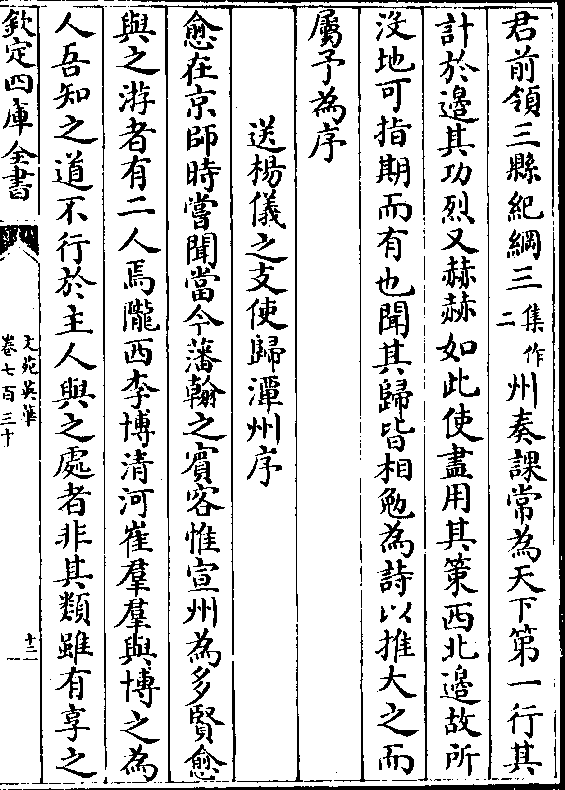 君前領三縣紀綱三集作二州奏課常為天下第一行其
計於邊其功烈又赫赫如此使盡用其策西北邊故所
沒地可指期而有也聞其歸皆相勉為詩以推大之而
屬予為序
送楊儀之支使歸潭州序
愈在京師時嘗聞當今藩翰之賓客惟宣州為多賢愈
與之游者有二人焉隴西李博清河崔羣羣與博之為
人吾知之道不行於主人與之處者非其類雖有享之
欽定四庫全書
文苑英華
卷七百三十
十二